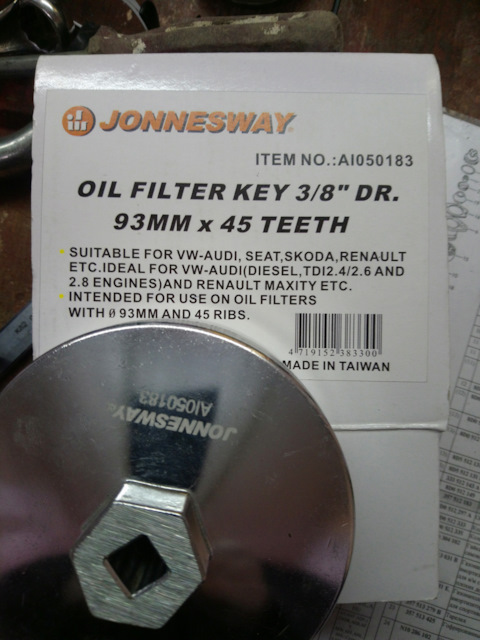 JONNESWAY®
ITEM NO.:AI050183
OIL FILTER KEY 3/8" DR.
93MM x 45 TEETH
SUITABLE FOR VW-AUDI, SEAT,SKODA,RENAULT
ETC.IDEAL FOR VW-AUDI(DIESEL,TDI2.4/2.6 AND
2.8 ENGINES)AND RENAULT MAXITY ETC.
INTENDED FOR USE ON OIL FILTERS
WITH Ø 93MM AND 45 RIBS.
4 719152 383300
MADE IN TAIWAN
JONNESWAY®
AI050183